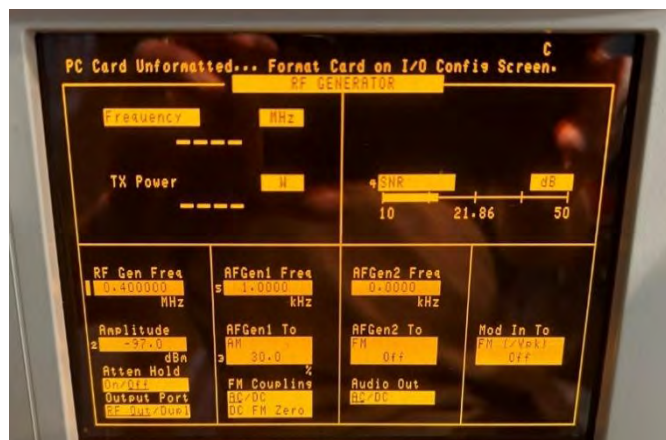 C
PC Card Unformatted... Format Card on I/O Config Screen.
RF GENERATOR
Frequency MHz
----
TX Power W
----
SNR dB
10 21.86 50
RF Gen Freq
0.400000
MHz
Amplitude
2 -97.0
dBm
Atten Hold
On/Off
Output Port
RF Out/Dupl
AFGen1 Freq
5 1.0000
kHz
AFGen1 To
AM
3 30.0
%
FM Coupling
AC/DC
DC FM Zero
AFGen2 Freq
0.0000
kHz
AFGen2 To
FM
Off
Audio Out
AC/DC
Mod In To
FM (/Vpk)
Off